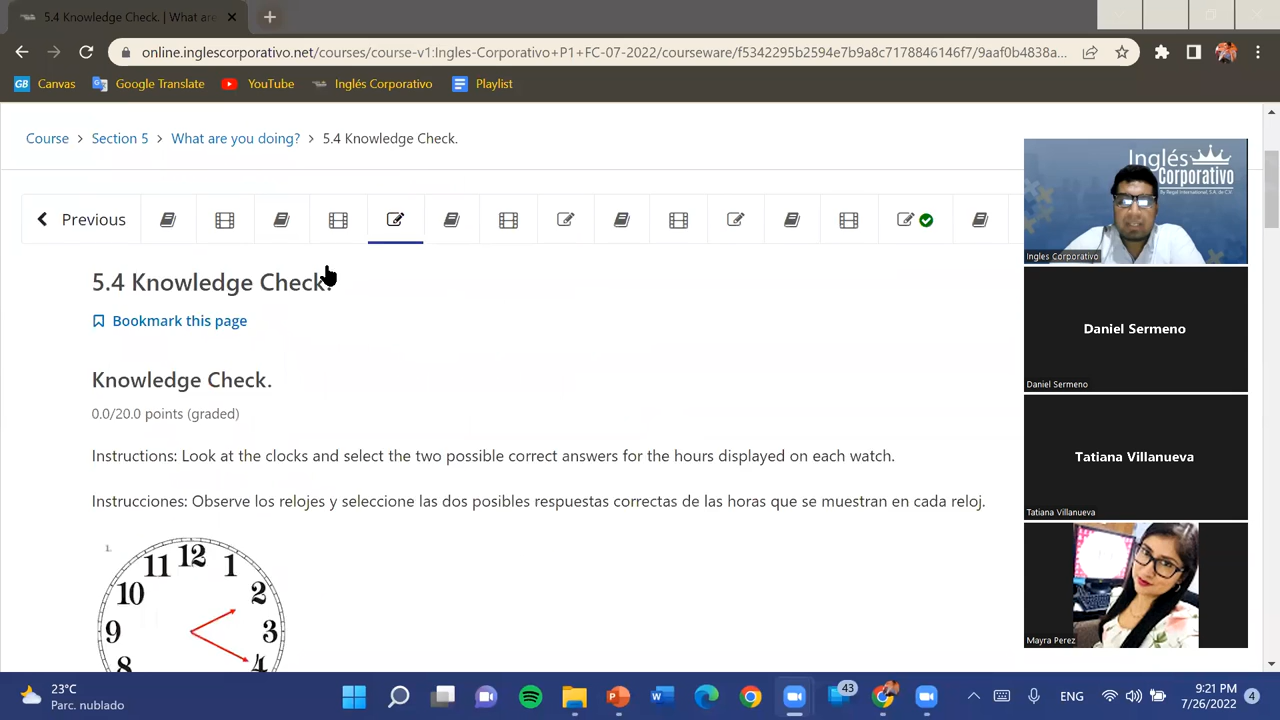 5.4 Knowledge Check. | What are
online.inglescorporativo.net/courses/course-v1:Ingles-Corporativo+P1+FC-07-2022/courseware/f5342295b2594e7b9a8c7178846146f7/9aaf0b4838a...
GB Canvas Google Translate YouTube Inglés Corporativo Playlist
Course > Section 5 > What are you doing? > 5.4 Knowledge Check.
Previous
5.4 Knowledge Check.
Bookmark this page
Knowledge Check.
0.0/20.0 points (graded)
Instructions: Look at the clocks and select the two possible correct answers for the hours displayed on each watch.
Instrucciones: Observe los relojes y seleccione las dos posibles respuestas correctas de las horas que se muestran en cada reloj.
1.
12
11 1
10 2
9 3
8 4
Inglés
Corporativo
By Regal International, S.A. de C.V.
Ingles Corporativo
Daniel Sermeno
Daniel Sermeno
Tatiana Villanueva
Tatiana Villanueva
Mayra Perez
23°C
Parc. nublado
43
ENG
9:21 PM
7/26/2022
4